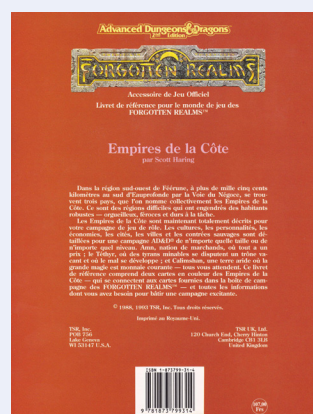 Advanced Dungeons & Dragons
2nd Edition
FORGOTTEN REALMS
Accessoire de Jeu Officiel
Livret de référence pour le monde de jeu des
FORGOTTEN REALMS™
Empires de la Côte
par Scott Haring
Dans la région sud-ouest de Féérune, à plus de mille cinq cents
kilomètres au sud d'Eauprofonde par la Voie du Négoce, se trou-
vent trois pays, que l'on nomme collectivement les Empires de la
Côte. Ce sont des régions difficiles qui ont engendrés des habitants
robustes — orgueilleux, féroces et durs à la tâche.
Les Empires de la Côte sont maintenant totalement décrits pour
votre campagne de jeu de rôle. Les cultures, les personnalités, les
économies, les cités, les villes et les contrées sauvages sont dé-
taillées pour une campagne AD&D® de n'importe quelle taille ou de
n'importe quel niveau. Amn, nation de marchands, où tout a un
prix ; le Téthyr, où des tyrans minables se disputent un trône va-
cant et où le mal se développe ; et Calimshan, une terre aride où la
grande magie est monnaie courante — tous vous attendent. Ce livret
de référence comprend deux cartes en couleur des Empires de la
Côte — qui se connectent aux cartes fournies dans la boîte de cam-
pagne des FORGOTTEN REALMS™ — et toutes les informations
dont vous avez besoin pour bâtir une campagne excitante.
© 1988, 1993 TSR, Inc. Tous droits réservés.
Imprimé au Royaume-Uni.
TSR, Inc.
POB 756
Lake Geneva
WI 53147 U.S.A.
TSR UK, Ltd.
120 Church End, Cherry Hinton
Cambridge CB1 3LB
United Kingdom
9 781873 799314